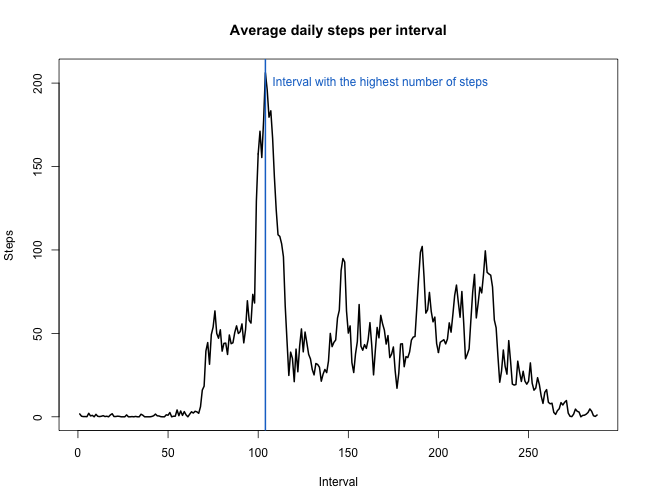 Average daily steps per interval
Interval with the highest number of steps
Steps
200
150
100
50
0
0 50 100 150 200 250
Interval